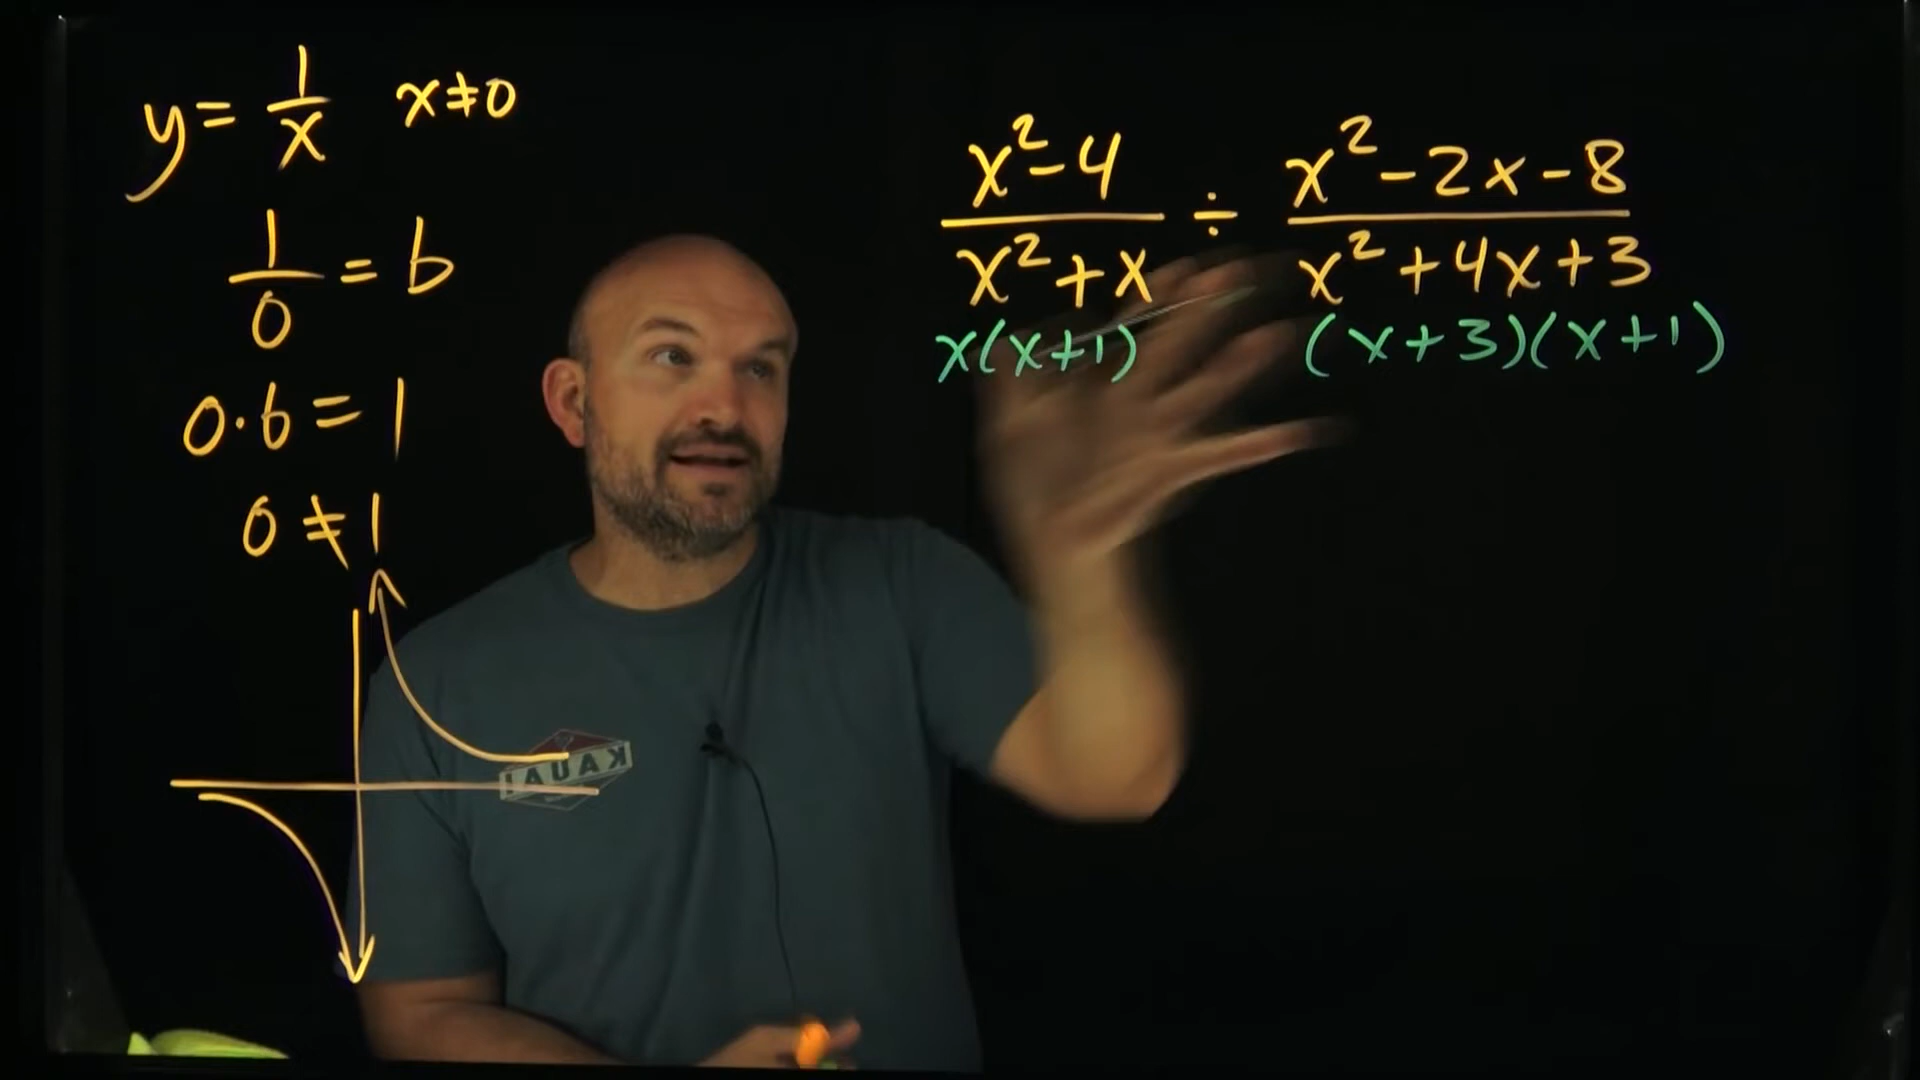 y = 1/x x ≠ 0
1/0 = b
0·b = 1
0 ≠ 1
(x² - 4)/(x² + x) ÷ (x² - 2x - 8)/(x² + 4x + 3)
x(x+1) (x+3)(x+1)
KAUAI